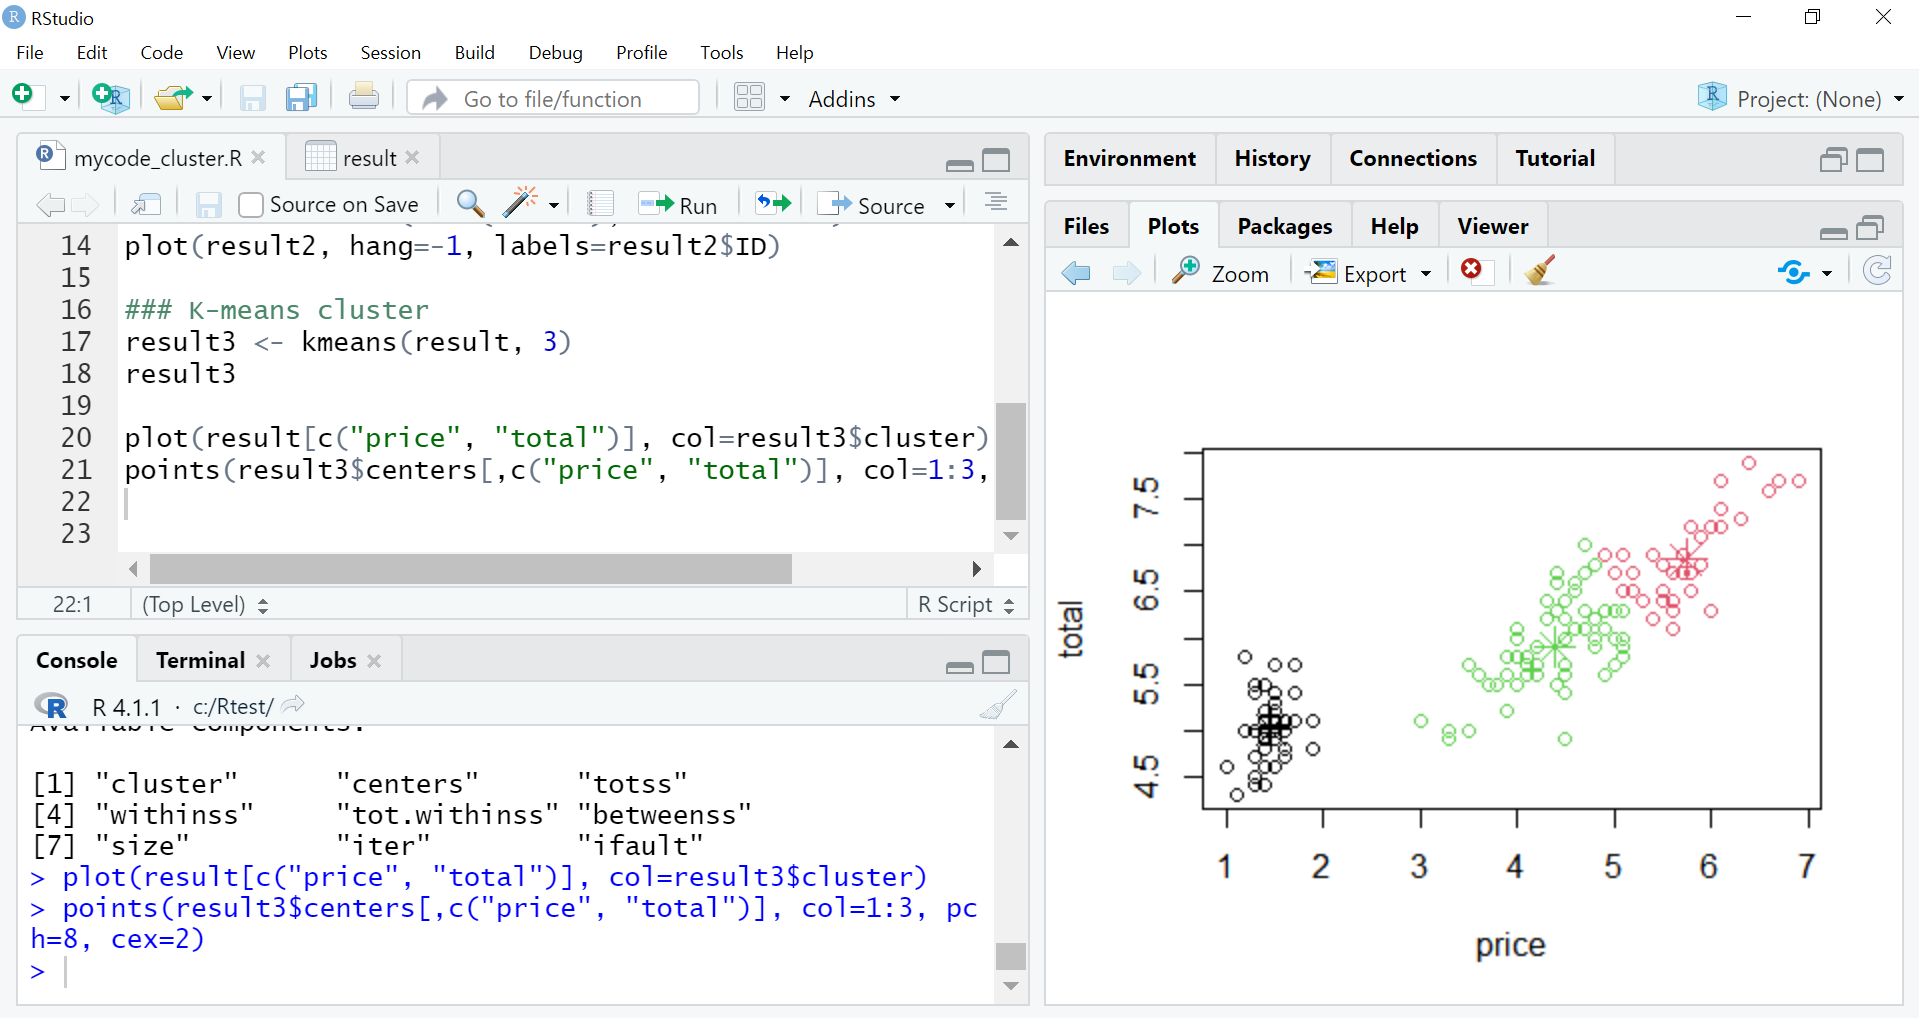 RStudio
File Edit Code View Plots Session Build Debug Profile Tools Help
Go to file/function Addins Project: (None)
mycode_cluster.R result
Source on Save Run Source
14 plot(result2, hang=-1, labels=result2$ID)
15
16 ### K-means cluster
17 result3 <- kmeans(result, 3)
18 result3
19
20 plot(result[c("price", "total")], col=result3$cluster)
21 points(result3$centers[,c("price", "total")], col=1:3,
22
23
22:1 (Top Level) R Script
Console Terminal Jobs
R 4.1.1 · c:/Rtest/
Available components:
[1] "cluster" "centers" "totss"
[4] "withinss" "tot.withinss" "betweenss"
[7] "size" "iter" "ifault"
> plot(result[c("price", "total")], col=result3$cluster)
> points(result3$centers[,c("price", "total")], col=1:3, pc
h=8, cex=2)
>
Environment History Connections Tutorial
Files Plots Packages Help Viewer
Zoom Export
total
7.5
6.5
5.5
4.5
1 2 3 4 5 6 7
price